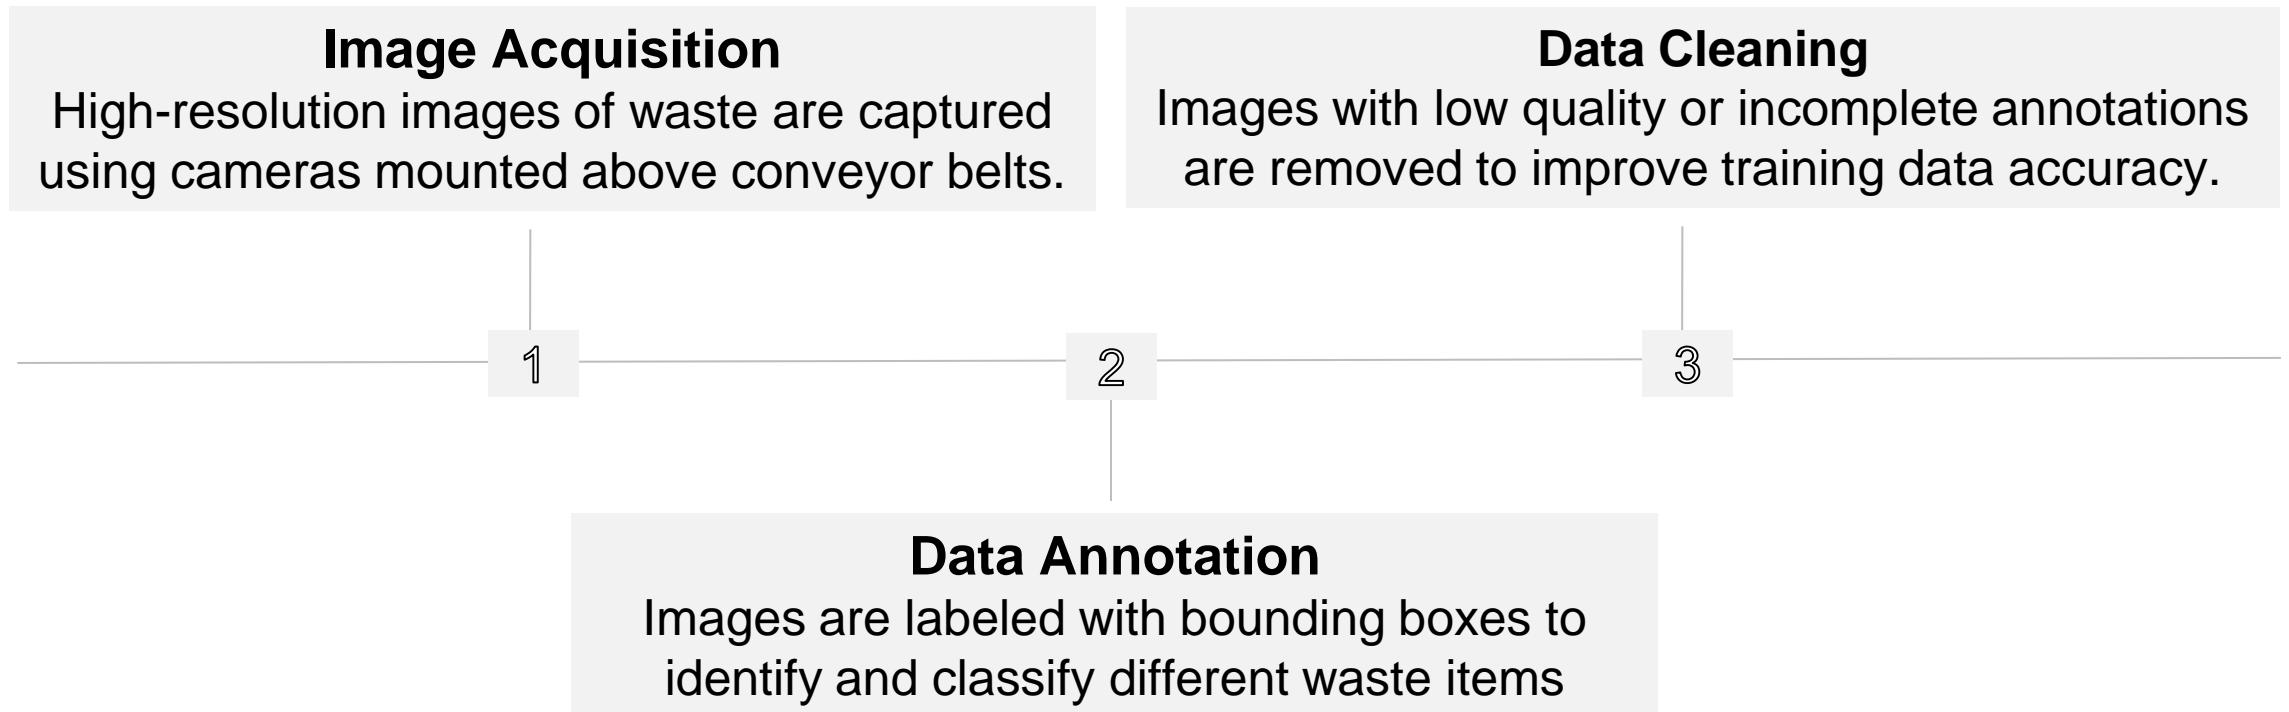 Image Acquisition
High-resolution images of waste are captured
using cameras mounted above conveyor belts.
Data Cleaning
Images with low quality or incomplete annotations
are removed to improve training data accuracy.
1
2
3
Data Annotation
Images are labeled with bounding boxes to
identify and classify different waste items